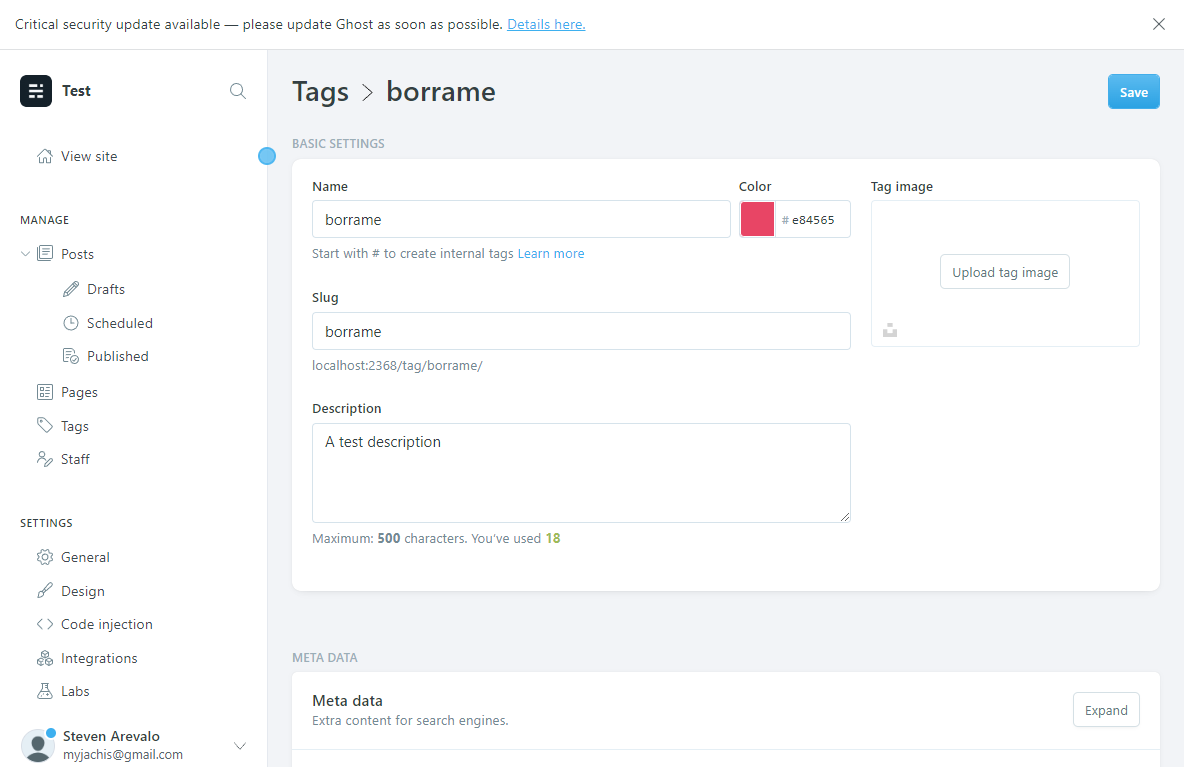 Critical security update available — please update Ghost as soon as possible. Details here.
Test
View site
MANAGE
Posts
Drafts
Scheduled
Published
Pages
Tags
Staff
SETTINGS
General
Design
Code injection
Integrations
Labs
Steven Arevalo
myjachis@gmail.com
Tags > borrame
Save
BASIC SETTINGS
Name
borrame
Start with # to create internal tags Learn more
Color
# e84565
Slug
borrame
localhost:2368/tag/borrame/
Description
A test description
Maximum: 500 characters. You've used 18
Tag image
Upload tag image
META DATA
Meta data
Extra content for search engines.
Expand